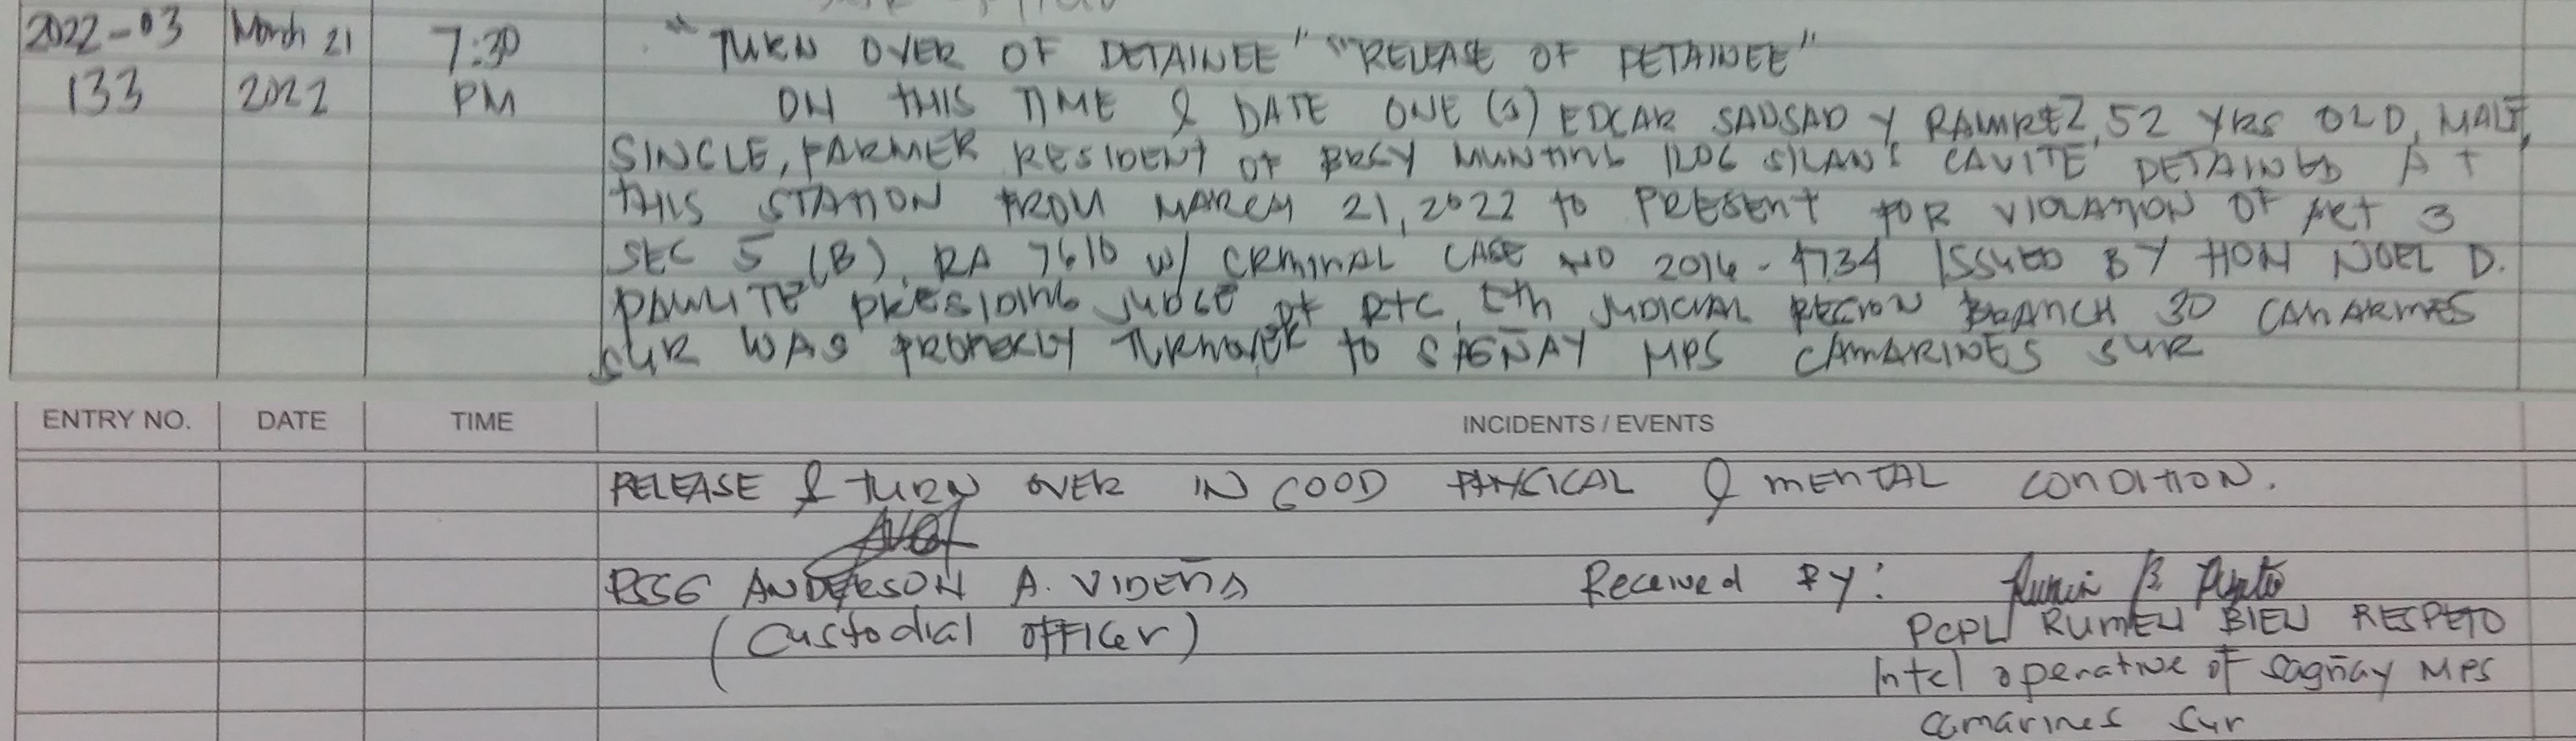 2022-03 March 21 7:30 "TURN OVER OF DETAINEE" "RELEASE OF DETAINEE"
133 2022 PM ON THIS TIME & DATE ONE (1) EDGAR SADSAD Y RAMIREZ, 52 YRS OLD, MALE,
SINGLE, FARMER RESIDENT OF BRGY MUNTING ILOG SILANG CAVITE DETAINED AT
THIS STATION FROM MARCH 21, 2022 to PRESENT FOR VIOLATION OF ART 3
SEC 5 (B), RA 7610 W/ CRMINAL CASE NO 2016-4734 ISSUED BY HON NOEL D.
PAULITE PRESIDING JUDGE of RTC, 5th JUDICIAL REGION BRANCH 30 CAMARINES
SUR WAS PROPERLY TURNOVER to SAGÑAY MPS CAMARINES SUR
ENTRY NO. DATE TIME INCIDENTS / EVENTS
RELEASE & TURN OVER IN GOOD PHYSICAL & MENTAL CONDITION.
PSSG ANDERSON A. VIDEÑA Received BY:
(Custodial officer) PCPL RUMEN BIEN RESPETO
Intel operative of Sagñay MPS
camarines Sur